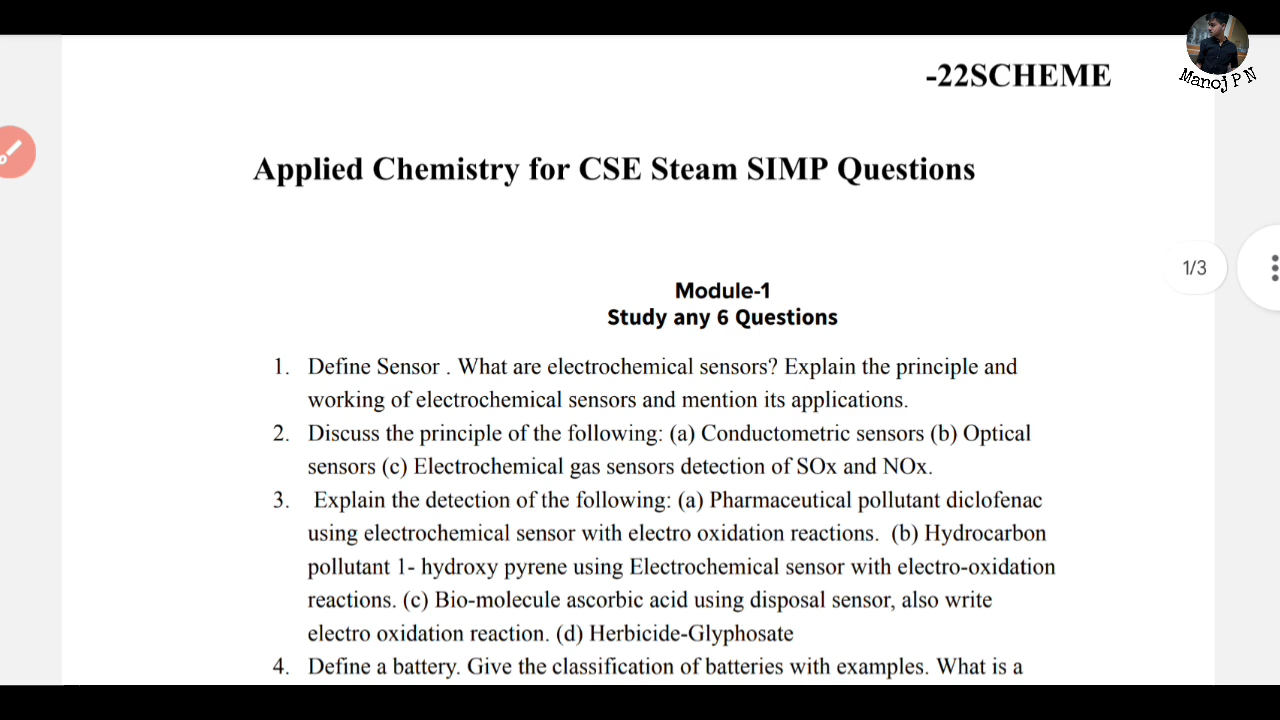 -22SCHEME
Manoj P N
Applied Chemistry for CSE Steam SIMP Questions
1/3
Module-1
Study any 6 Questions
1. Define Sensor . What are electrochemical sensors? Explain the principle and
working of electrochemical sensors and mention its applications.
2. Discuss the principle of the following: (a) Conductometric sensors (b) Optical
sensors (c) Electrochemical gas sensors detection of SOx and NOx.
3. Explain the detection of the following: (a) Pharmaceutical pollutant diclofenac
using electrochemical sensor with electro oxidation reactions. (b) Hydrocarbon
pollutant 1- hydroxy pyrene using Electrochemical sensor with electro-oxidation
reactions. (c) Bio-molecule ascorbic acid using disposal sensor, also write
electro oxidation reaction. (d) Herbicide-Glyphosate
4. Define a battery. Give the classification of batteries with examples. What is a